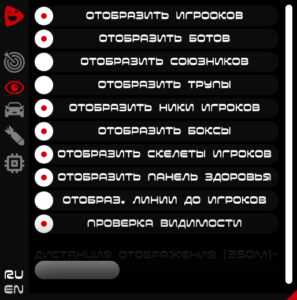 ОТОБРАЗИТЬ ИГРООКОВ
ОТОБРАЗИТЬ БОТОВ
ОТОБРАЗИТЬ СОЮЗНИКОВ
ОТОБРАЗИТЬ ТРУПЫ
ОТОБРАЗИТЬ НИКИ ИГРОКОВ
ОТОБРАЗИТЬ БОКСЫ
ОТОБРАЗИТЬ СКЕЛЕТЫ ИГРОКОВ
ОТОБРАЗИТЬ ПАНЕЛЬ ЗДОРОВЬЯ
ОТОБРАЗ. ЛИНИИ ДО ИГРОКОВ
ПРОВЕРКА ВИДИМОСТИ
ДИСТАНЦИЯ ОТОБРАЖЕНИЯ (350М)-
RU
EN